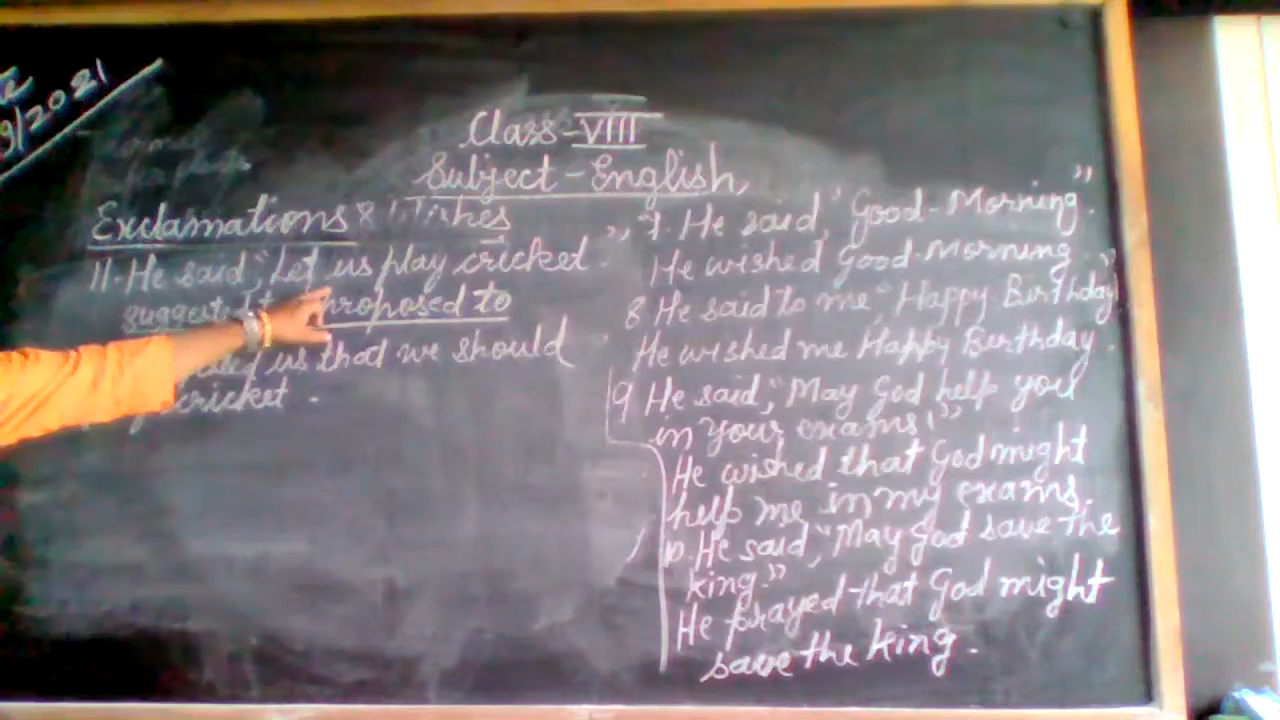 9/2021
Class-VIII
Subject-English
Exclamations & Wishes
11. He said, "Let us play cricket."
suggested to proposed to
us that we should
cricket.
7. He said, "Good-Morning."
He wished Good-Morning.
8 He said to me, "Happy Birthday"
He wished me Happy Birthday.
9 He said, "May God help you
in your exams!"
He wished that God might
help me in my exams.
10. He said, "May God save the
king."
He prayed that God might
save the king.